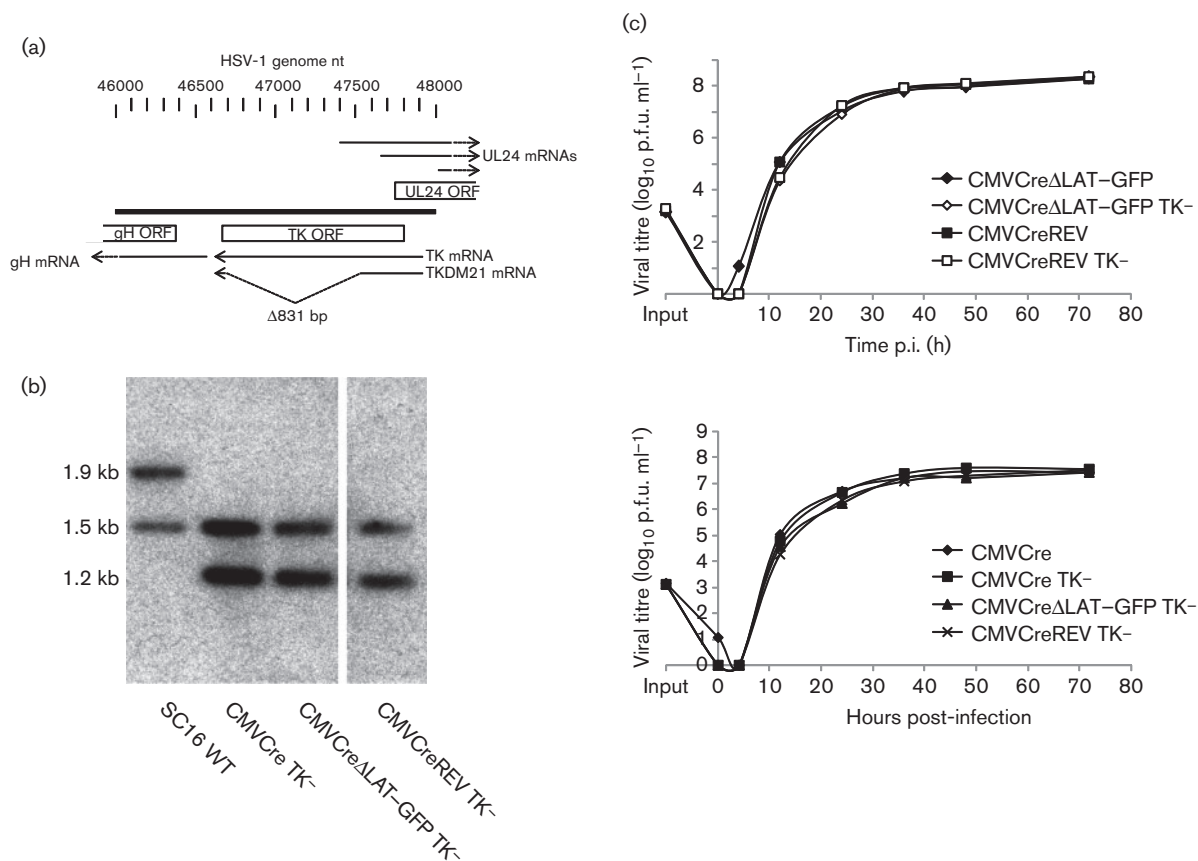 (a)
HSV-1 genome nt
46000 46500 47000 47500 48000
UL24 mRNAs
UL24 ORF
gH ORF
TK ORF
gH mRNA
TK mRNA
TKDM21 mRNA
Δ831 bp
(b)
1.9 kb
1.5 kb
1.2 kb
SC16 WT
CMVCre TK–
CMVCreΔLAT–GFP TK–
CMVCreREV TK–
(c)
Viral titre (log10 p.f.u. ml–1)
8
6
4
2
Input 10 20 30 40 50 60 70 80
Time p.i. (h)
CMVCreΔLAT–GFP
CMVCreΔLAT–GFP TK–
CMVCreREV
CMVCreREV TK–
Viral titre (log10 p.f.u. ml–1)
9
8
7
6
5
4
3
2
1
0
Input 0 10 20 30 40 50 60 70 80
Hours post-infection
CMVCre
CMVCre TK–
CMVCreΔLAT–GFP TK–
CMVCreREV TK–